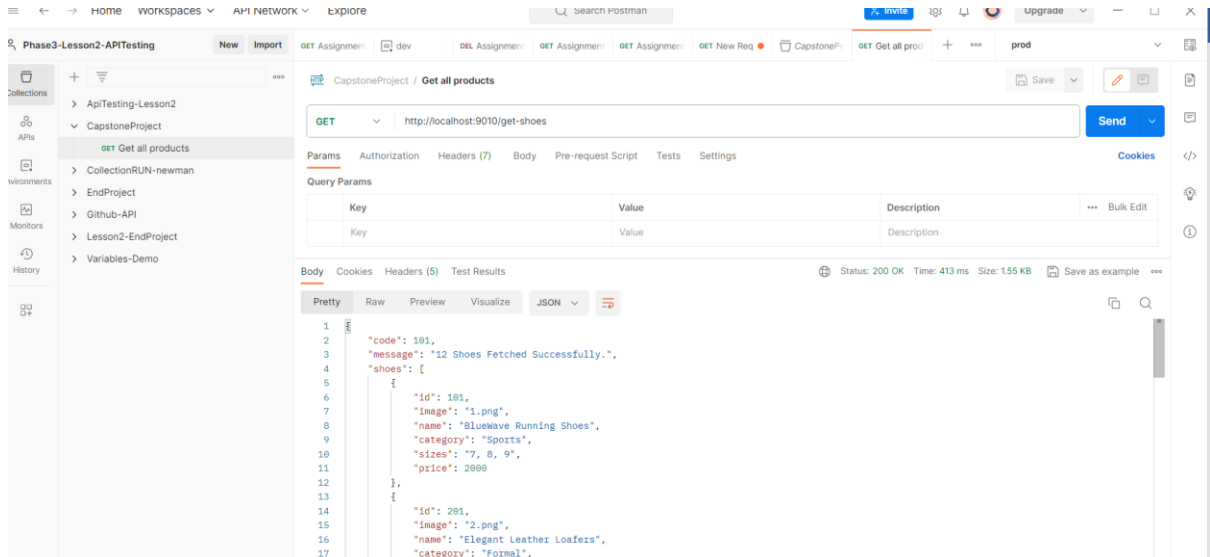 Home Workspaces API Network Explore Search Postman Invite Upgrade
Phase3-Lesson2-APITesting New Import
GET Assignmen dev DEL Assignmen GET Assignmen GET Assignmen GET New Req CapstoneP GET Get all prod prod
Collections
APIs
nvironments
Monitors
History
ApiTesting-Lesson2
CapstoneProject
GET Get all products
CollectionRUN-newman
EndProject
Github-API
Lesson2-EndProject
Variables-Demo
HTTP CapstoneProject / Get all products Save
GET http://localhost:9010/get-shoes Send
Params Authorization Headers (7) Body Pre-request Script Tests Settings Cookies
Query Params
Key Value Description Bulk Edit
Key Value Description
Body Cookies Headers (5) Test Results Status: 200 OK Time: 413 ms Size: 1.55 KB Save as example
Pretty Raw Preview Visualize JSON
1 {
2 "code": 101,
3 "message": "12 Shoes Fetched Successfully.",
4 "shoes": [
5 {
6 "id": 101,
7 "image": "1.png",
8 "name": "BlueWave Running Shoes",
9 "category": "Sports",
10 "sizes": "7, 8, 9",
11 "price": 2000
12 },
13 {
14 "id": 201,
15 "image": "2.png",
16 "name": "Elegant Leather Loafers",
17 "category": "Formal",